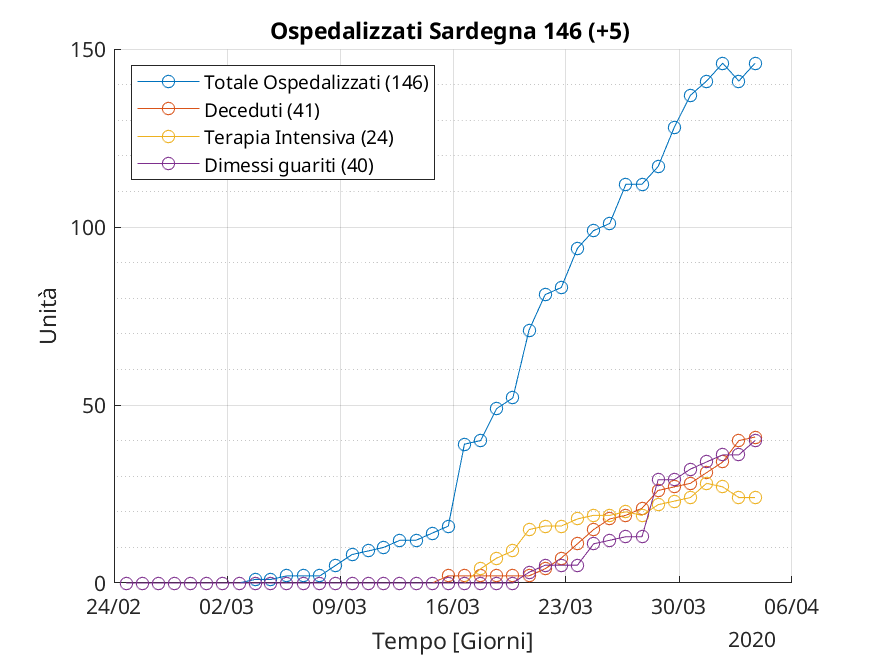 Ospedalizzati Sardegna 146 (+5)
150
Totale Ospedalizzati (146)
Deceduti (41)
Terapia Intensiva (24)
Dimessi guariti (40)
100
50
0
Unità
24/02 02/03 09/03 16/03 23/03 30/03 06/04
Tempo [Giorni]
2020